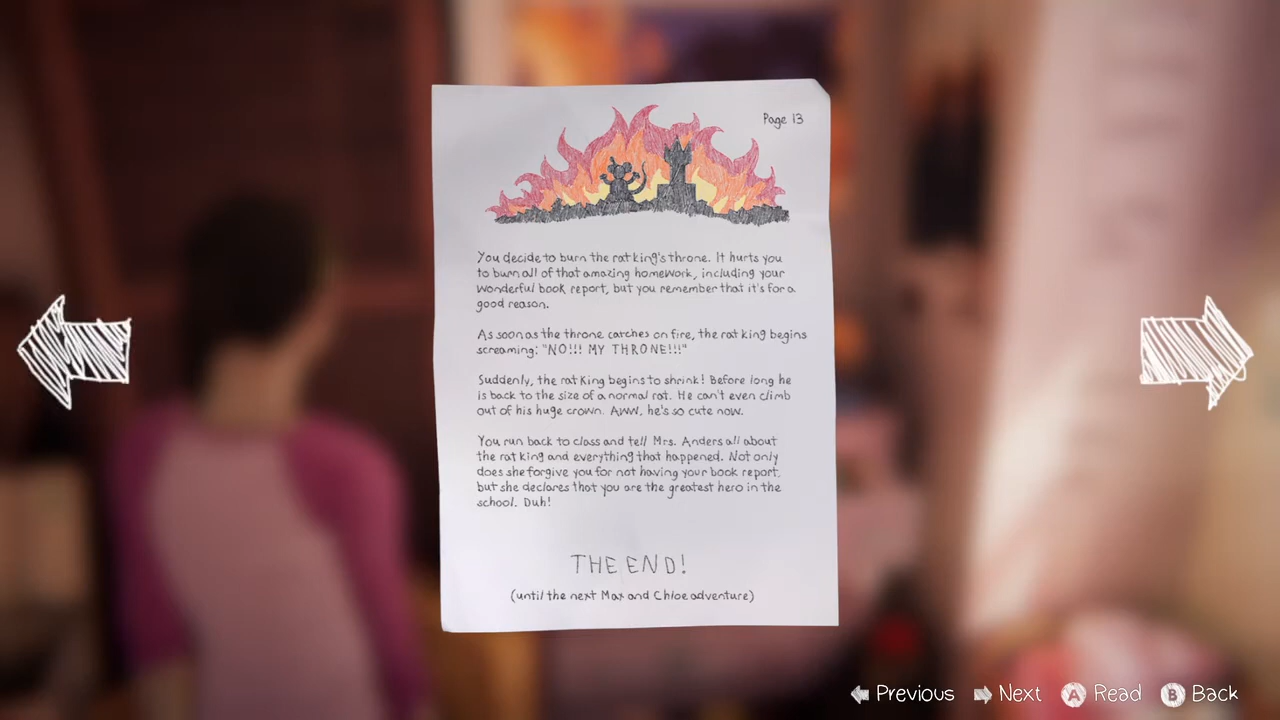 Page 13
You decide to burn the rat king's throne. It hurts you
to burn all of that amazing homework, including your
wonderful book report, but you remember that it's for a
good reason.
As soon as the throne catches on fire, the rat king begins
screaming: "NO!!! MY THRONE!!!"
Suddenly, the rat king begins to shrink! Before long he
is back to the size of a normal rat. He can't even climb
out of his huge crown. Aww, he's so cute now.
You run back to class and tell Mrs. Anders all about
the rat king and everything that happened. Not only
does she forgive you for not having your book report,
but she declares that you are the greatest hero in the
school. Duh!
THE END!
(until the next Max and Chloe adventure)
Previous Next A Read B Back